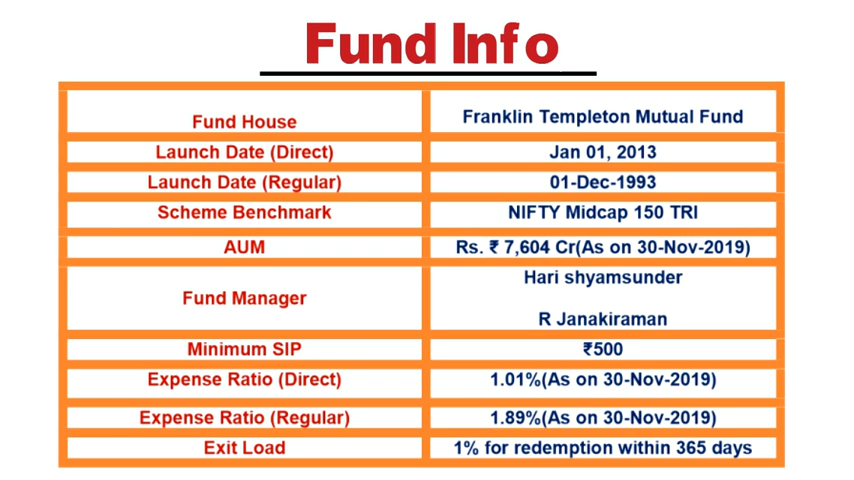 Fund Info
Fund House
Franklin Templeton Mutual Fund
Launch Date (Direct)
Jan 01, 2013
Launch Date (Regular)
01-Dec-1993
Scheme Benchmark
NIFTY Midcap 150 TRI
AUM
Rs. ₹ 7,604 Cr(As on 30-Nov-2019)
Fund Manager
Hari shyamsunder
R Janakiraman
Minimum SIP
₹500
Expense Ratio (Direct)
1.01%(As on 30-Nov-2019)
Expense Ratio (Regular)
1.89%(As on 30-Nov-2019)
Exit Load
1% for redemption within 365 days